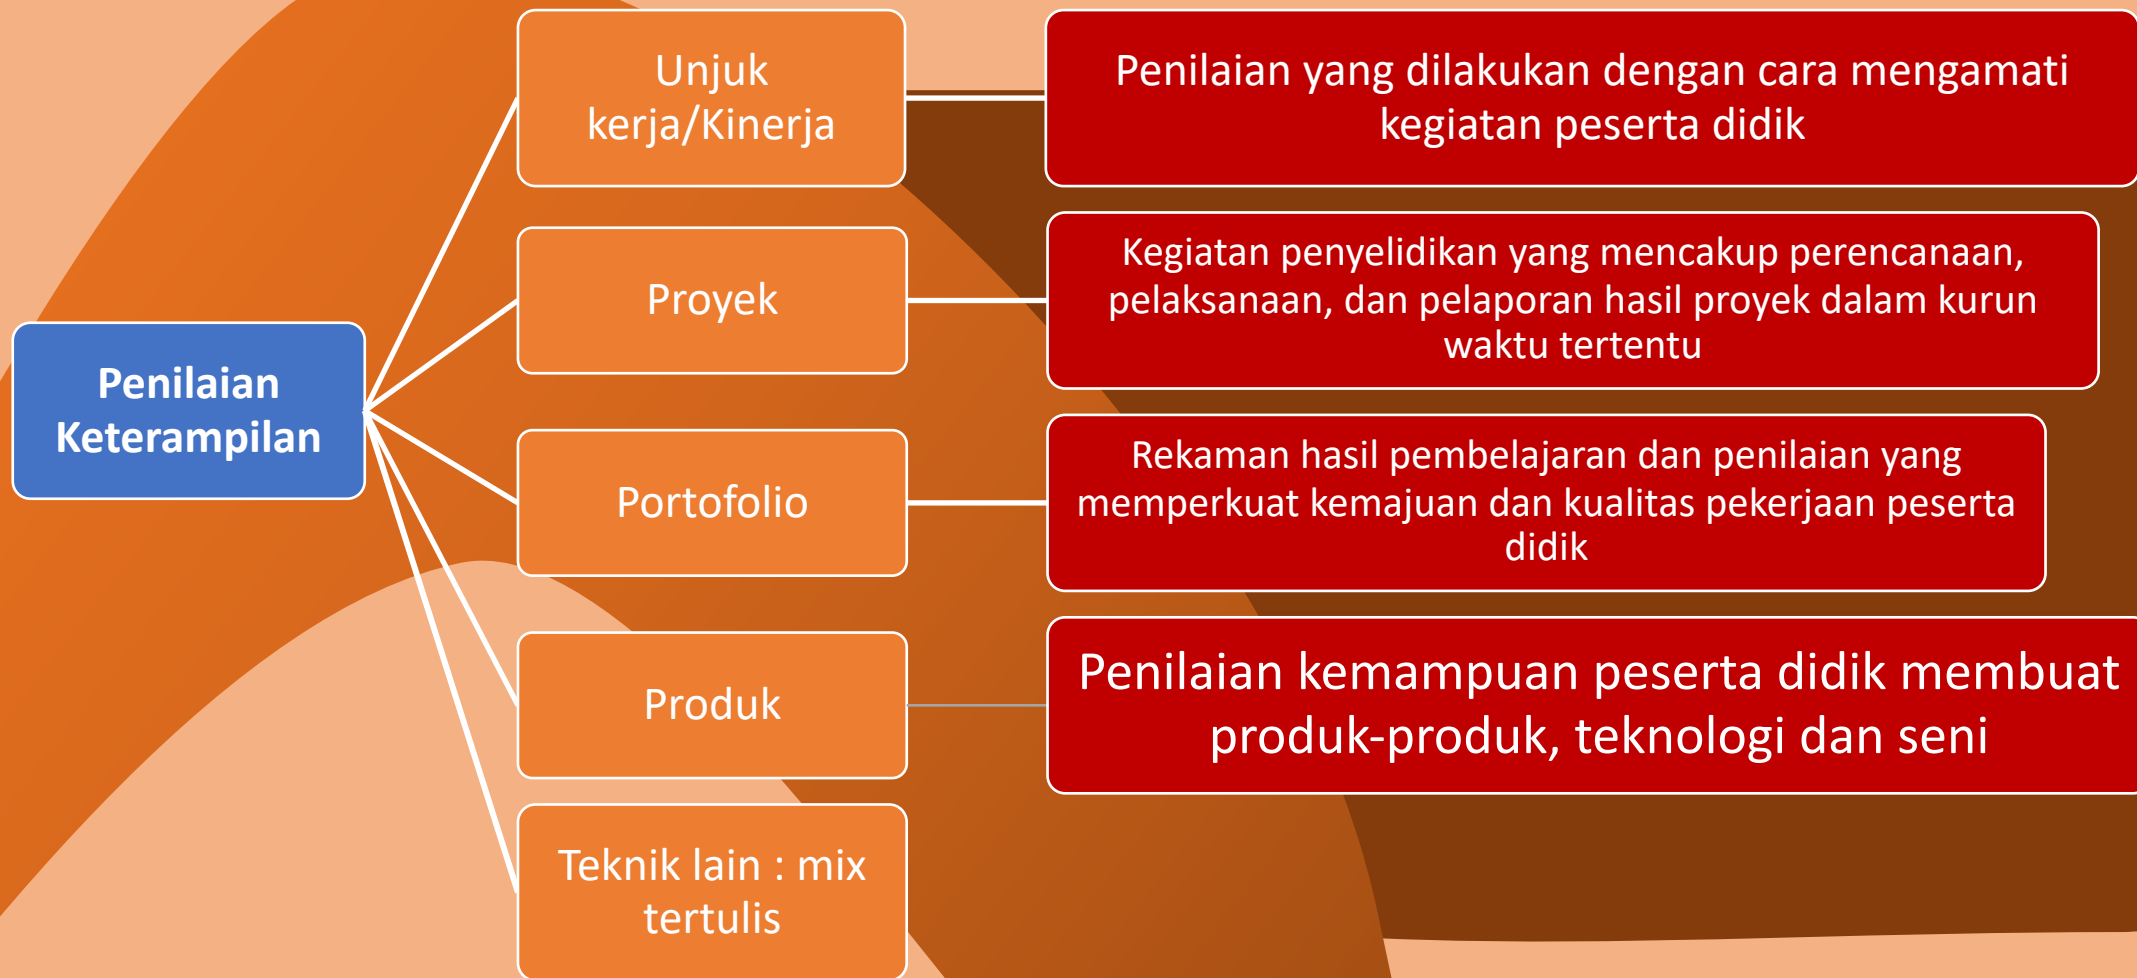 Penilaian
Keterampilan
Unjuk
kerja/Kinerja
Penilaian yang dilakukan dengan cara mengamati
kegiatan peserta didik
Proyek
Kegiatan penyelidikan yang mencakup perencanaan,
pelaksanaan, dan pelaporan hasil proyek dalam kurun
waktu tertentu
Portofolio
Rekaman hasil pembelajaran dan penilaian yang
memperkuat kemajuan dan kualitas pekerjaan peserta
didik
Produk
Penilaian kemampuan peserta didik membuat
produk-produk, teknologi dan seni
Teknik lain : mix
tertulis